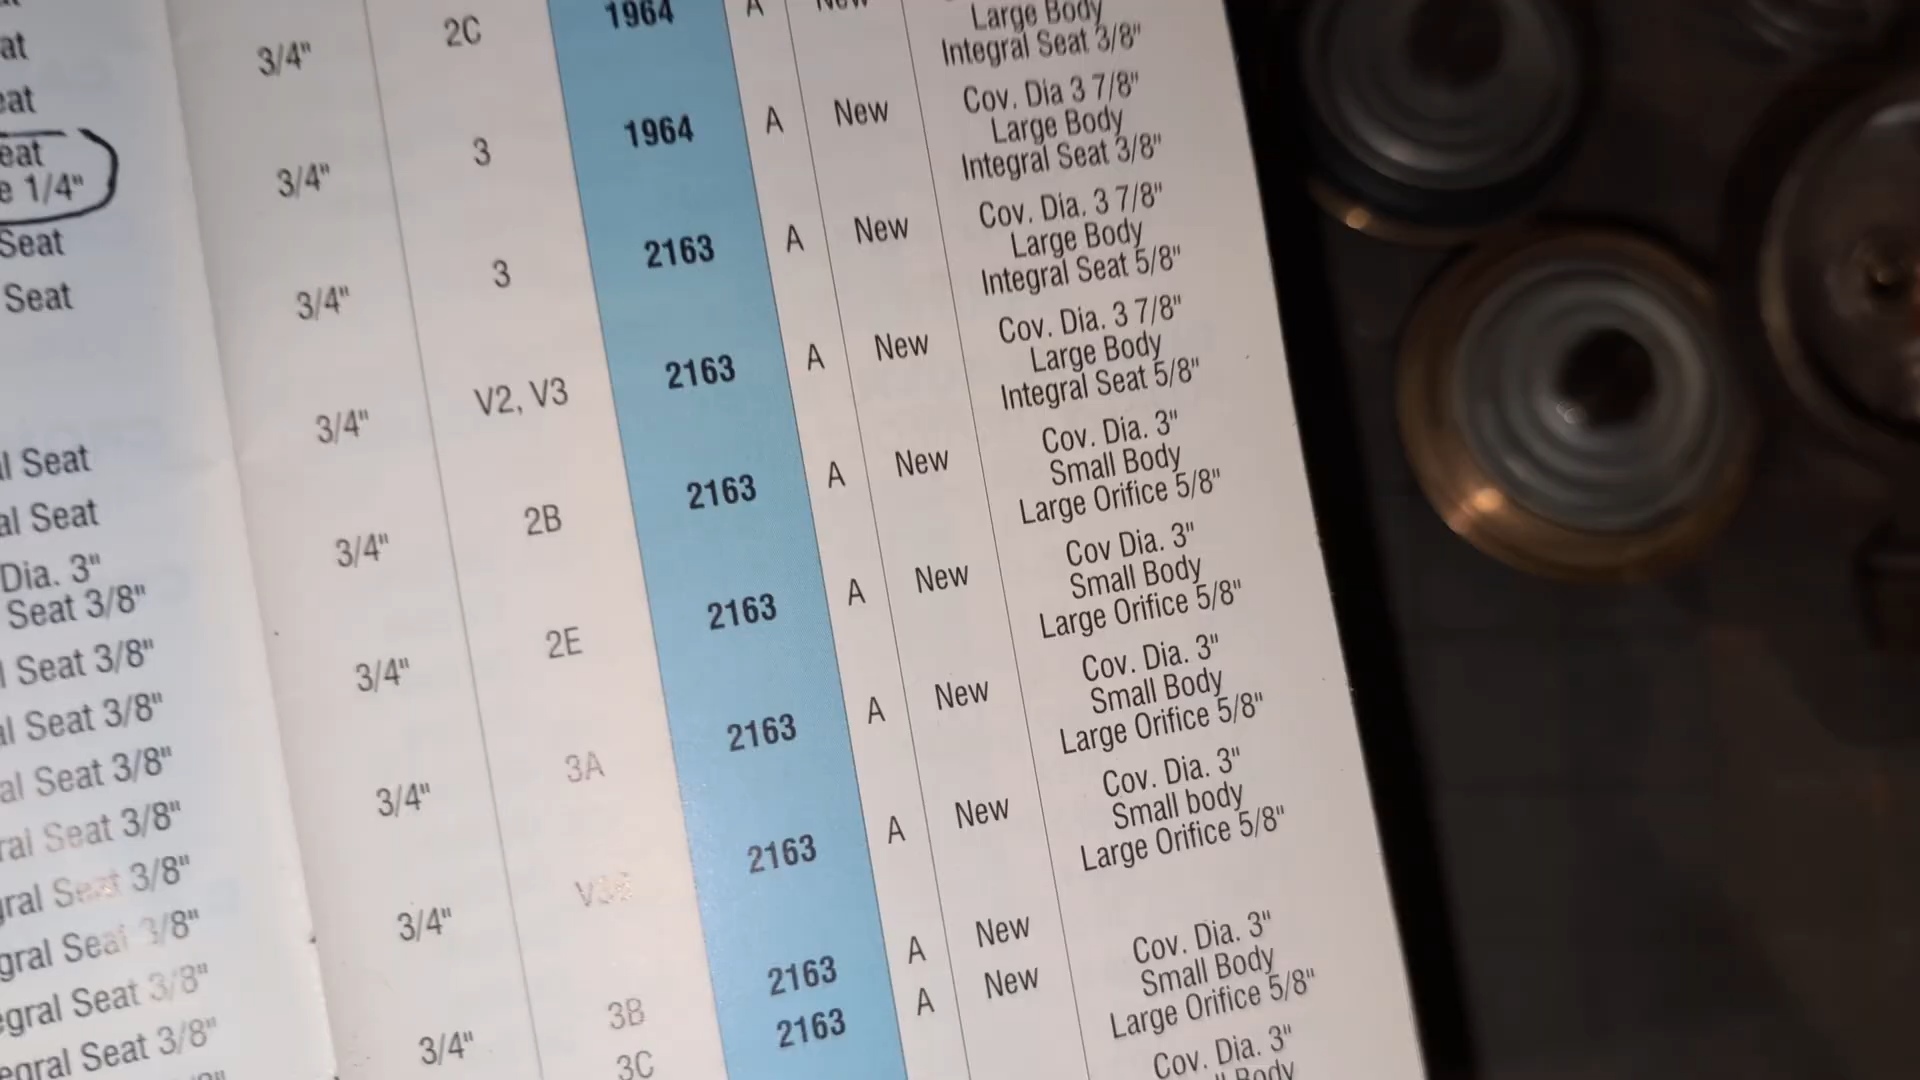 at
eat
eat
e 1/4"
Seat
Seat
l Seat
al Seat
Dia. 3"
Seat 3/8"
l Seat 3/8"
al Seat 3/8"
al Seat 3/8"
ral Seat 3/8"
gral Seat 3/8"
gral Seat 3/8"
egral Seat 3/8"
egral Seat 3/8"
3/4" 2C 1964 A New
Large Body
Integral Seat 3/8"
3/4" 3 1964 A New Cov. Dia 3 7/8"
Large Body
Integral Seat 3/8"
3/4" 3 2163 A New Cov. Dia. 3 7/8"
Large Body
Integral Seat 5/8"
3/4" V2, V3 2163 A New Cov. Dia. 3 7/8"
Large Body
Integral Seat 5/8"
3/4" 2B 2163 A New Cov. Dia. 3"
Small Body
Large Orifice 5/8"
3/4" 2E 2163 A New Cov Dia. 3"
Small Body
Large Orifice 5/8"
3/4" 3A 2163 A New Cov. Dia. 3"
Small Body
Large Orifice 5/8"
3/4" 2163 A New Cov. Dia. 3"
Small body
Large Orifice 5/8"
3/4" 3B 2163 A New Cov. Dia. 3"
Small Body
Large Orifice 5/8"
3C 2163 A New Cov. Dia. 3"
Body